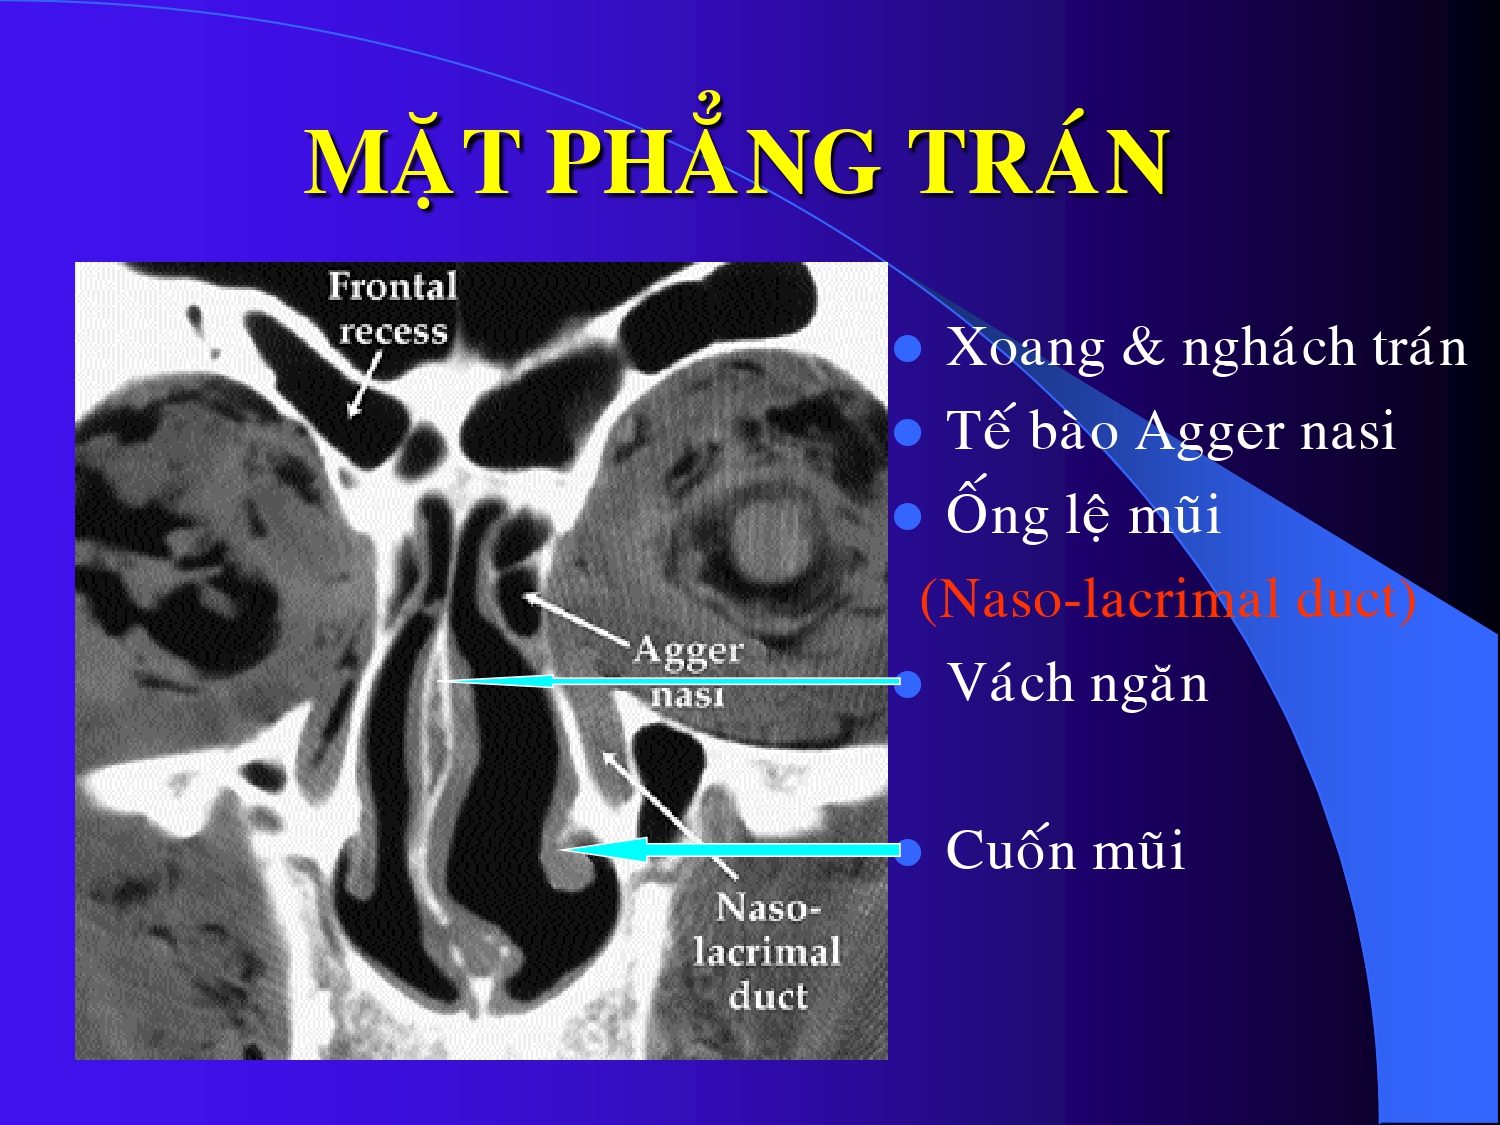 MẶT PHẲNG TRÁN
Frontal
recess
Agger
nasi
Naso-
lacrimal
duct
Xoang & nghách trán
Tế bào Agger nasi
Ống lệ mũi
(Naso-lacrimal duct)
Vách ngăn
Cuốn mũi